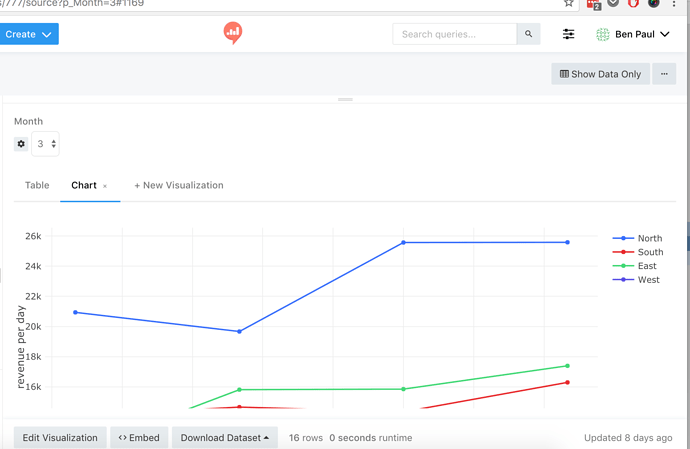 s/777/source?p_Month=3#1169
2
Create
Search queries...
Ben Paul
Show Data Only
Month
3
Table
Chart ×
+ New Visualization
26k
24k
22k
20k
18k
16k
revenue per day
North
South
East
West
Edit Visualization
<> Embed
Download Dataset
16 rows 0 seconds runtime
Updated 8 days ago